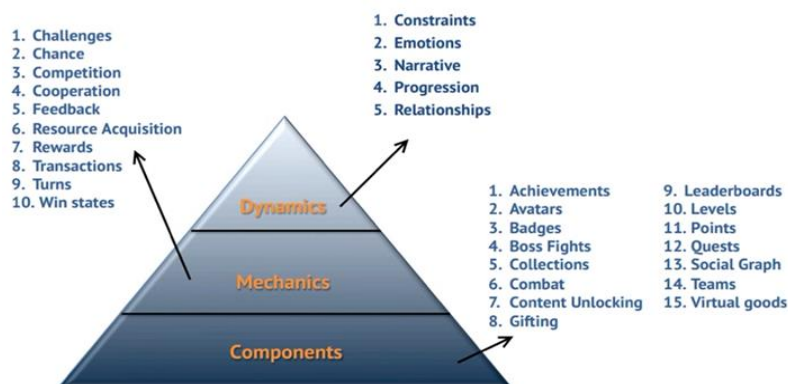 1. Challenges
2. Chance
3. Competition
4. Cooperation
5. Feedback
6. Resource Acquisition
7. Rewards
8. Transactions
9. Turns
10. Win states
1. Constraints
2. Emotions
3. Narrative
4. Progression
5. Relationships
Dynamics
Mechanics
Components
1. Achievements
2. Avatars
3. Badges
4. Boss Fights
5. Collections
6. Combat
7. Content Unlocking
8. Gifting
9. Leaderboards
10. Levels
11. Points
12. Quests
13. Social Graph
14. Teams
15. Virtual goods